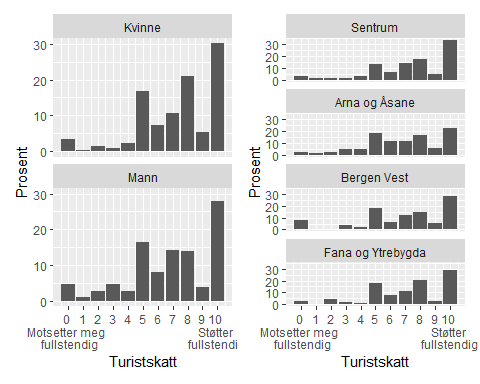 Kvinne
30
20
10
0
Mann
30
20
10
0
Prosent
0 1 2 3 4 5 6 7 8 9 10
Motsetter meg Støtter
fullstendig fullstendi
Turistskatt
Sentrum
30
20
10
0
Arna og Åsane
30
20
10
0
Bergen Vest
30
20
10
0
Fana og Ytrebygda
30
20
10
0
Prosent
0 1 2 3 4 5 6 7 8 9 10
Motsetter meg Støtter
fullstendig fullstendig
Turistskatt